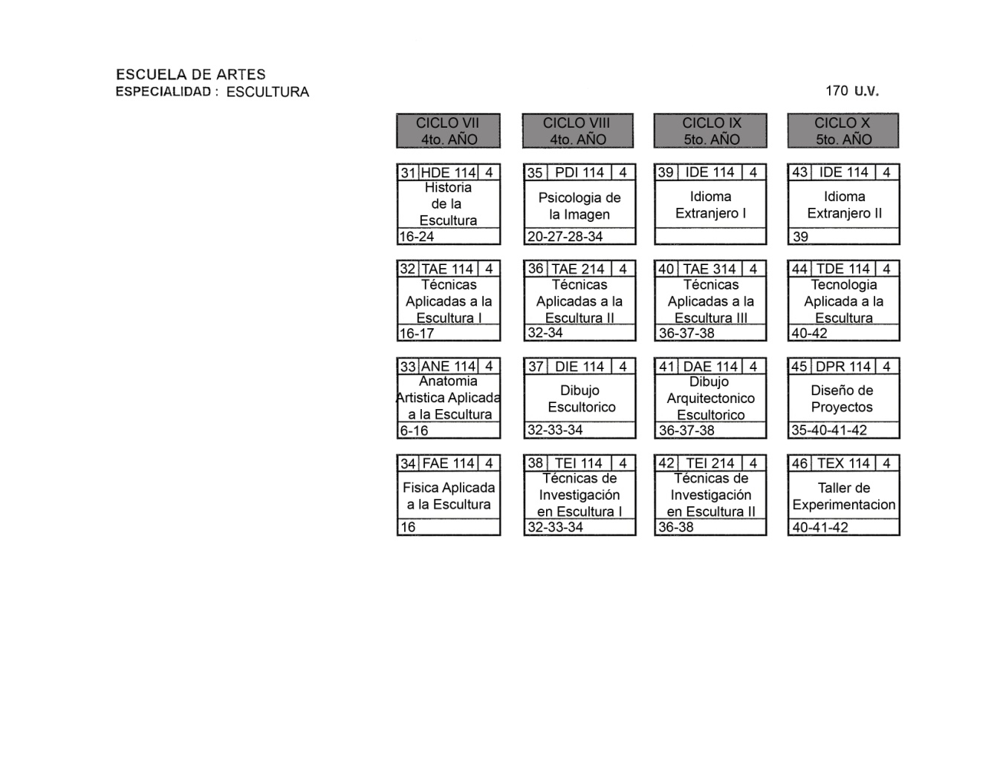 ESCUELA DE ARTES
ESPECIALIDAD : ESCULTURA
170 U.V.
CICLO VII
4to. AÑO
CICLO VIII
4to. AÑO
CICLO IX
5to. AÑO
CICLO X
5to. AÑO
31 HDE 114 4
Historia
de la
Escultura
16-24
35 PDI 114 4
Psicologia de
la Imagen
20-27-28-34
39 IDE 114 4
Idioma
Extranjero I
43 IDE 114 4
Idioma
Extranjero II
39
32 TAE 114 4
Técnicas
Aplicadas a la
Escultura I
16-17
36 TAE 214 4
Técnicas
Aplicadas a la
Escultura II
32-34
40 TAE 314 4
Técnicas
Aplicadas a la
Escultura III
36-37-38
44 TDE 114 4
Tecnologia
Aplicada a la
Escultura
40-42
33 ANE 114 4
Anatomia
Artistica Aplicada
a la Escultura
6-16
37 DIE 114 4
Dibujo
Escultorico
32-33-34
41 DAE 114 4
Dibujo
Arquitectonico
Escultorico
36-37-38
45 DPR 114 4
Diseño de
Proyectos
35-40-41-42
34 FAE 114 4
Fisica Aplicada
a la Escultura
16
38 TEI 114 4
Técnicas de
Investigación
en Escultura I
32-33-34
42 TEI 214 4
Técnicas de
Investigación
en Escultura II
36-38
46 TEX 114 4
Taller de
Experimentacion
40-41-42